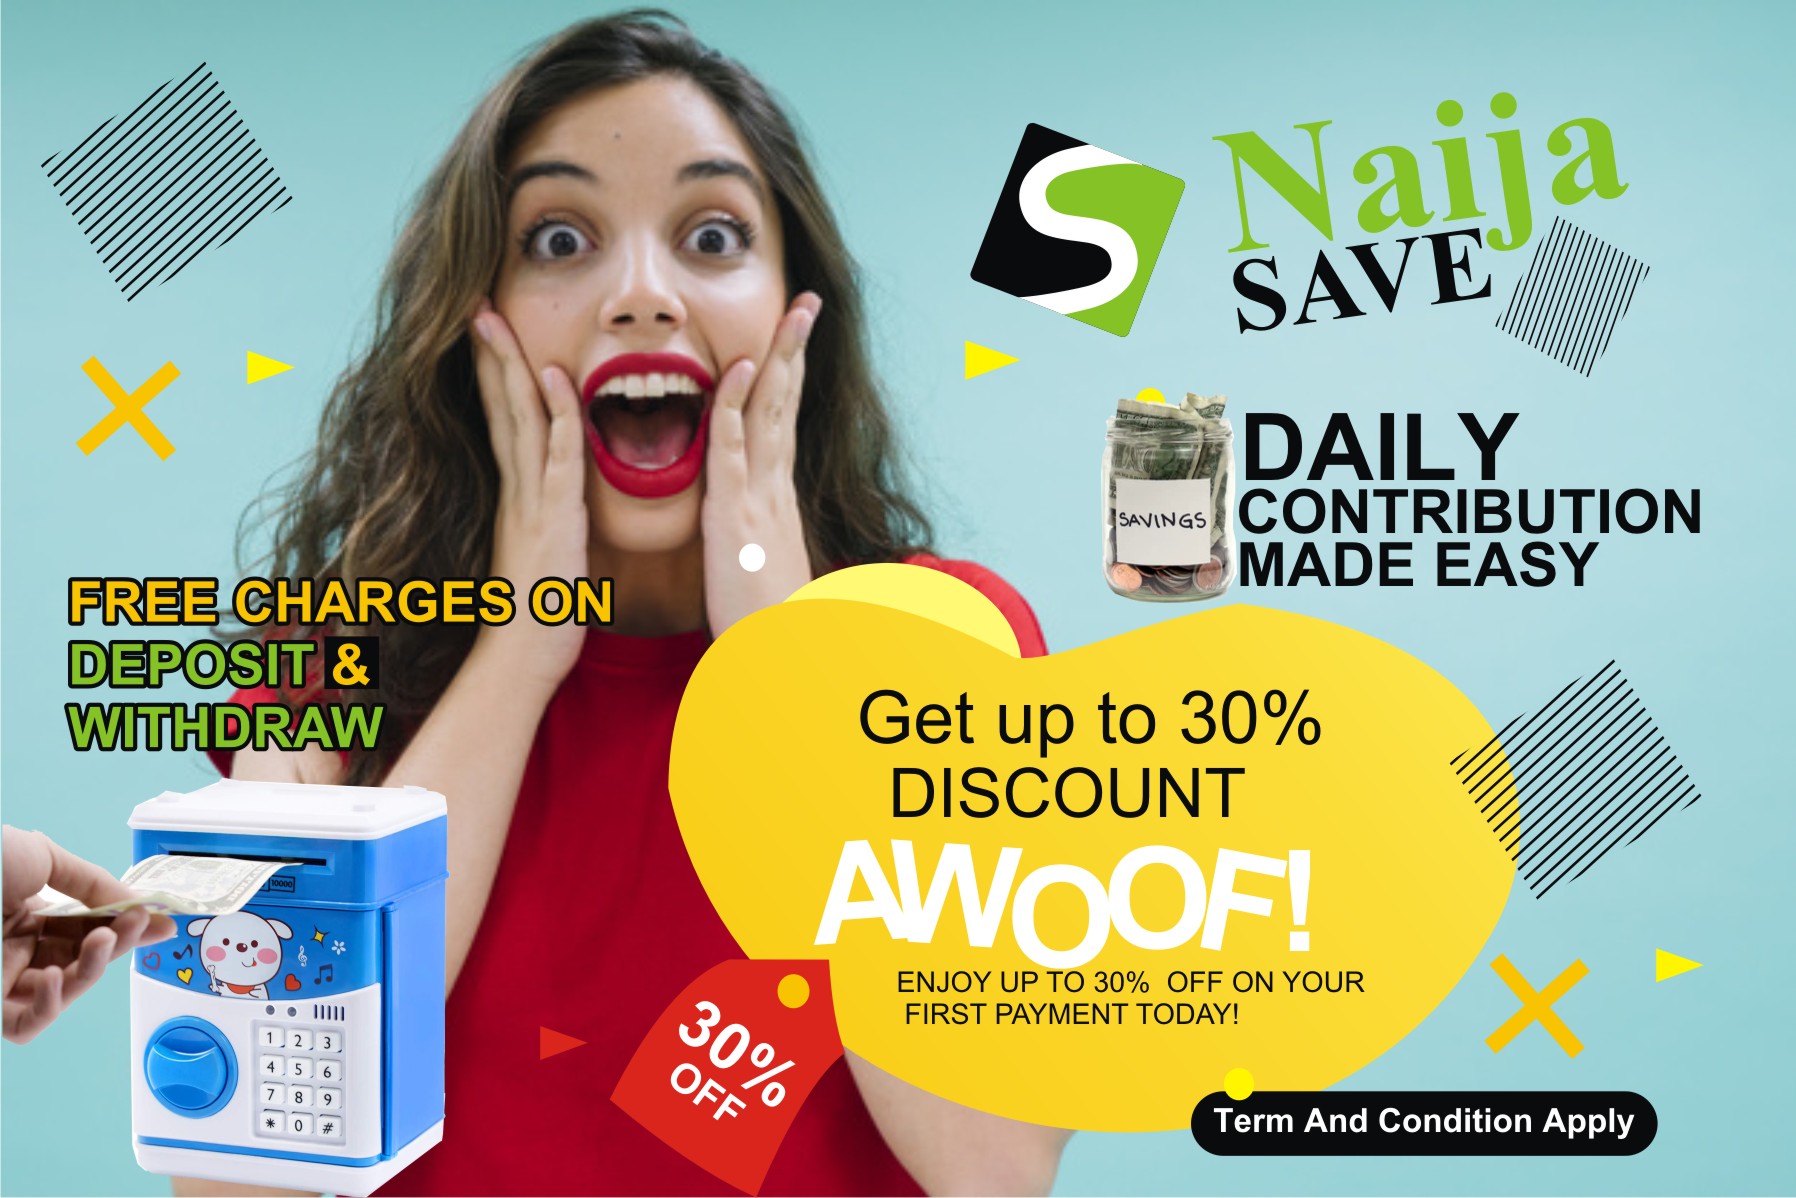 Naija
SAVE
DAILY
CONTRIBUTION
MADE EASY
SAVINGS
FREE CHARGES ON
DEPOSIT &
WITHDRAW
Get up to 30%
DISCOUNT
AWOOF!
ENJOY UP TO 30% OFF ON YOUR
FIRST PAYMENT TODAY!
30%
OFF
Term And Condition Apply
10000
1 2 3
4 5 6
7 8 9
* 0 #